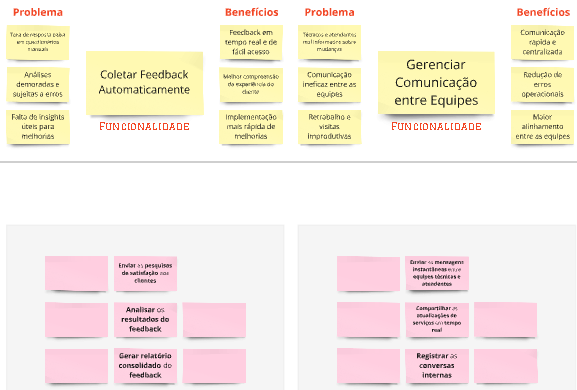 Problema
Benefícios
Problema
Benefícios
Taxa de resposta baixa
em questionários
manuais
Análises
demoradas e
sujeitas a erros
Falta de insights
úteis para
melhorias
Coletar Feedback
Automaticamente
FUNCIONALIDADE
Feedback em
tempo real e de
fácil acesso
Melhor compreensão
da experiência do
cliente
Implementação
mais rápida de
melhorias
Técnicos e atendentes
mal informados sobre
mudanças
Comunicação
ineficaz entre as
equipes
Retrabalho e
visitas
improdutivas
Gerenciar
Comunicação
entre Equipes
FUNCIONALIDADE
Comunicação
rápida e
centralizada
Redução de
erros
operacionais
Maior
alinhamento
entre as equipes
Enviar as pesquisas
de satisfação aos
clientes
Analisar os
resultados do
feedback
Gerar relatório
consolidado do
feedback
Enviar as mensagens
instantâneas entre
equipes técnicas e
atendentes
Compartilhar as
atualizações de
serviços em tempo
real
Registrar as
conversas
internas